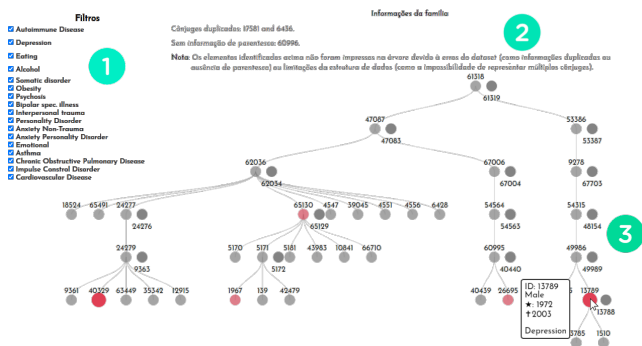 Filtros
Autoimmune Disease
Depression
Eating
Alcohol
Somatic disorder
Obesity
Psychosis
Bipolar spec. illness
Interpersonal trauma
Personality Disorder
Anxiety Non-Trauma
Anxiety Personality Disorder
Emotional
Asthma
Chronic Obstructive Pulmonary Disease
Impulse Control Disorder
Cardiovascular Disease
1
Informações da família
Cônjuges duplicados: 17581 and 6436.
Sem informação de parentesco: 60996.
2
Nota: Os elementos identificados acima não foram impressos na árvore devido à erros do dataset (como informações duplicadas ou
ausência de parentesco) ou limitações da estrutura de dados (como a impossibilidade de representar múltiplos cônjuges).
61318
61319
47087
47083
53386
53387
62036
62034
67006
67004
9278
67703
18524 65491 24277
24276
65130 4547 39045 4551 4556 6428
65129
54564
54563
54315
48154
3
24279
9363
5170 5171 5181 43983 10841 66710
5172
60995
40440
49986
49989
9361 40329 63449 35342 12915
1967 139 42479
40439 26695
13789
13788
ID: 13789
Male
★: 1972
✝2003
Depression
3785 1510